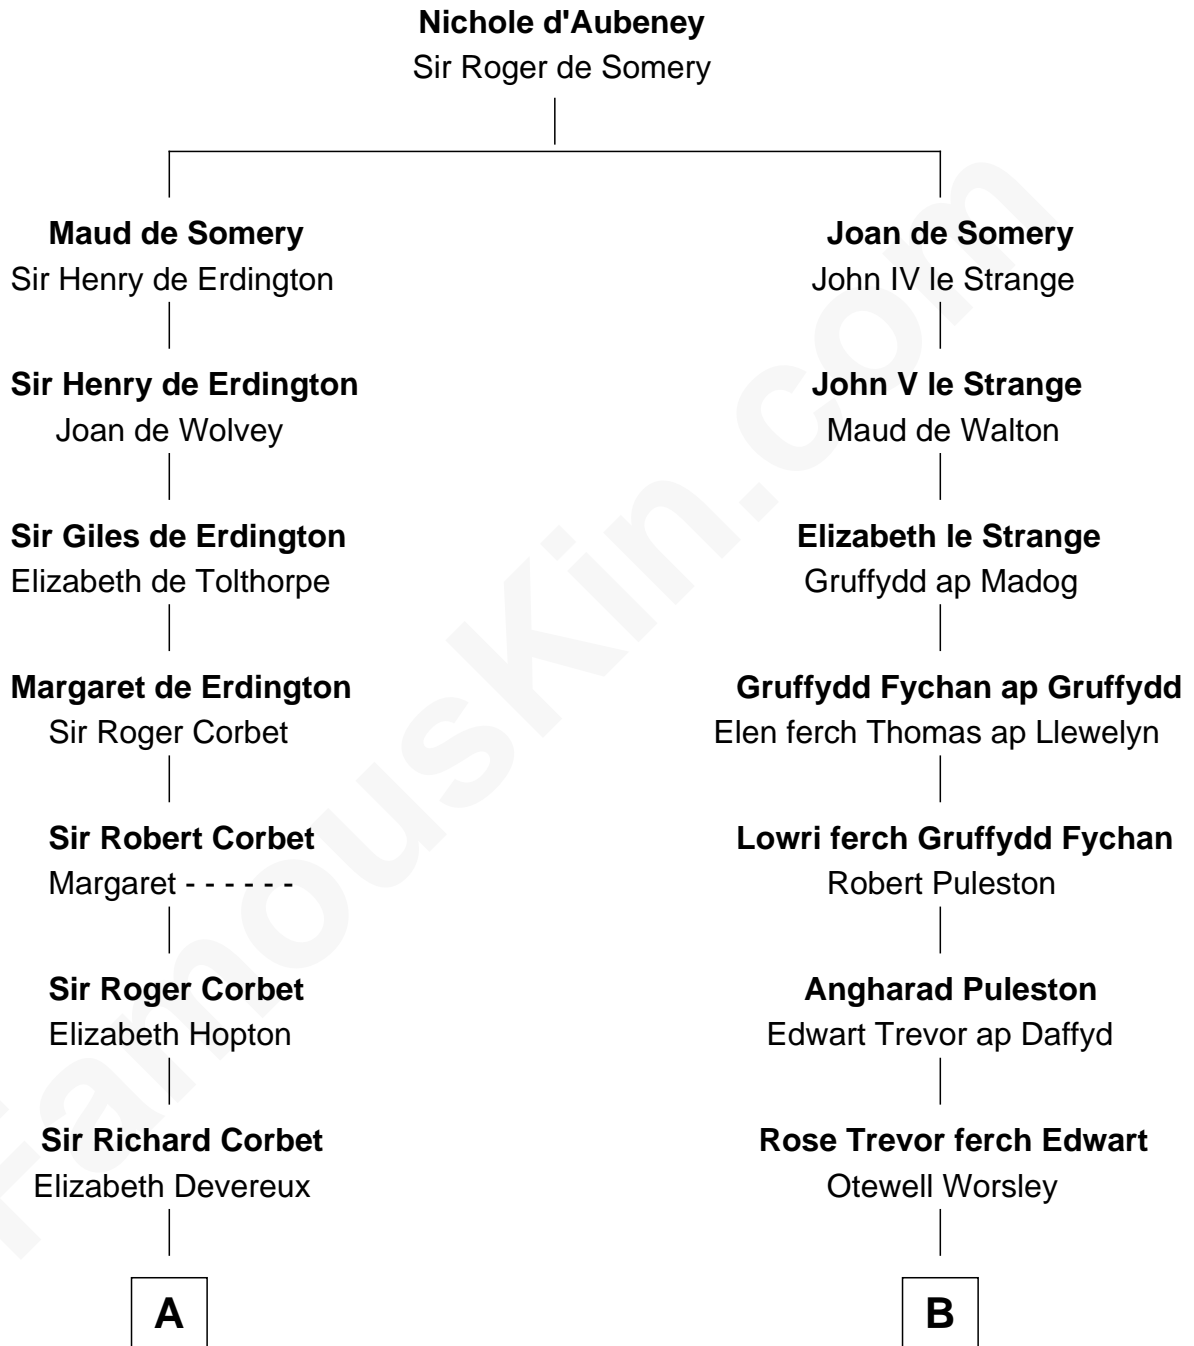 Nichole d'Aubeney
Sir Roger de Somery
Maud de Somery
Sir Henry de Erdington
Joan de Somery
John IV le Strange
Sir Henry de Erdington
Joan de Wolvey
John V le Strange
Maud de Walton
Sir Giles de Erdington
Elizabeth de Tolthorpe
Elizabeth le Strange
Gruffydd ap Madog
Margaret de Erdington
Sir Roger Corbet
Gruffydd Fychan ap Gruffydd
Elen ferch Thomas ap Llewelyn
Sir Robert Corbet
Margaret - - - - - -
Lowri ferch Gruffydd Fychan
Robert Puleston
Sir Roger Corbet
Elizabeth Hopton
Angharad Puleston
Edwart Trevor ap Daffyd
Sir Richard Corbet
Elizabeth Devereux
Rose Trevor ferch Edwart
Otewell Worsley
A
B
FamousKin.com